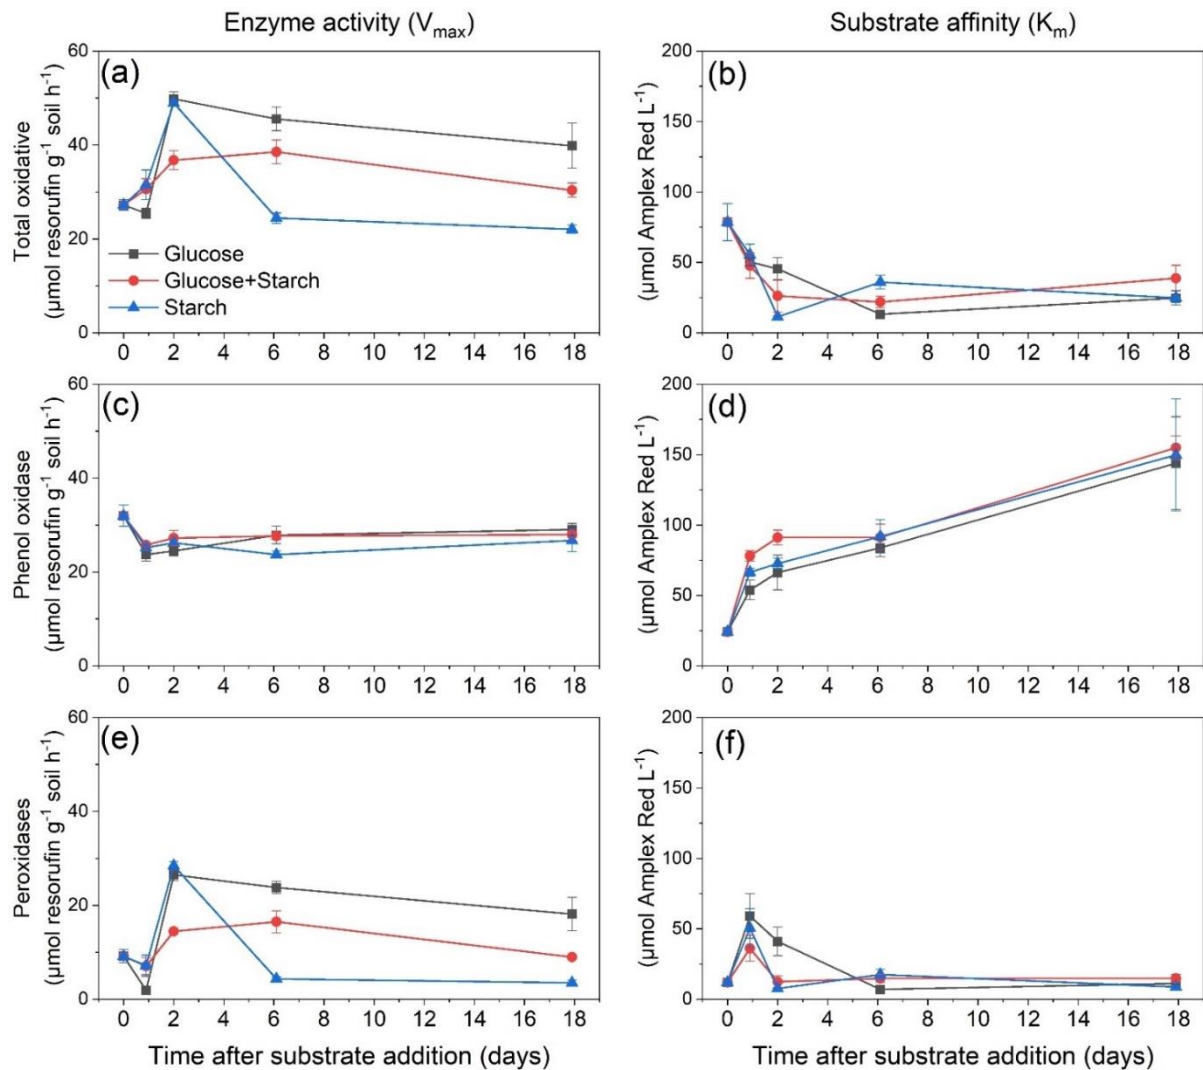 Enzyme activity (Vmax)
Substrate affinity (Km)
Total oxidative
(µmol resorufin g-1 soil h-1)
60
40
20
0
(a)
Glucose
Glucose+Starch
Starch
0 2 4 6 8 10 12 14 16 18
(µmol Amplex Red L-1)
200
150
100
50
0
(b)
0 2 4 6 8 10 12 14 16 18
Phenol oxidase
(µmol resorufin g-1 soil h-1)
60
40
20
0
(c)
0 2 4 6 8 10 12 14 16 18
(µmol Amplex Red L-1)
200
150
100
50
0
(d)
0 2 4 6 8 10 12 14 16 18
Peroxidases
(µmol resorufin g-1 soil h-1)
60
40
20
0
(e)
0 2 4 6 8 10 12 14 16 18
Time after substrate addition (days)
(µmol Amplex Red L-1)
200
150
100
50
0
(f)
0 2 4 6 8 10 12 14 16 18
Time after substrate addition (days)